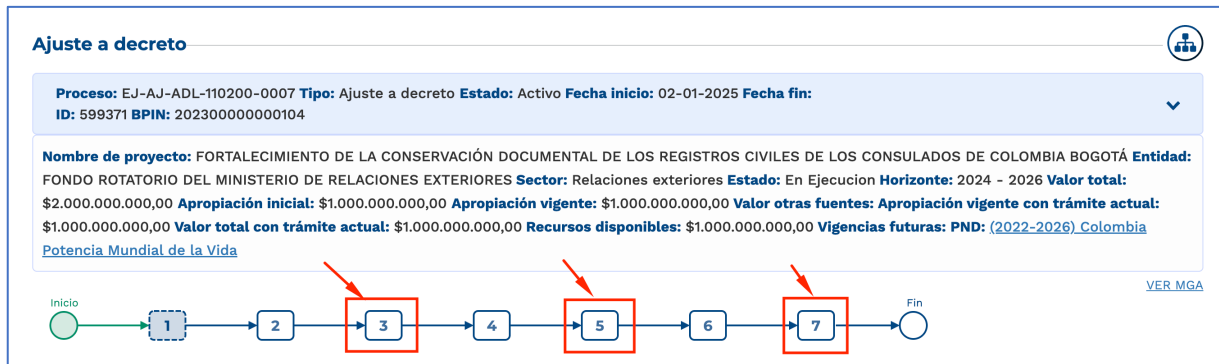 Ajuste a decreto
Proceso: EJ-AJ-ADL-110200-0007 Tipo: Ajuste a decreto Estado: Activo Fecha inicio: 02-01-2025 Fecha fin:
ID: 599371 BPIN: 202300000000104
Nombre de proyecto: FORTALECIMIENTO DE LA CONSERVACIÓN DOCUMENTAL DE LOS REGISTROS CIVILES DE LOS CONSULADOS DE COLOMBIA BOGOTÁ Entidad:
FONDO ROTATORIO DEL MINISTERIO DE RELACIONES EXTERIORES Sector: Relaciones exteriores Estado: En Ejecucion Horizonte: 2024 - 2026 Valor total:
$2.000.000.000,00 Apropiación inicial: $1.000.000.000,00 Apropiación vigente: $1.000.000.000,00 Valor otras fuentes: Apropiación vigente con trámite actual:
$1.000.000.000,00 Valor total con trámite actual: $1.000.000.000,00 Recursos disponibles: $1.000.000.000,00 Vigencias futuras: PND: (2022-2026) Colombia
Potencia Mundial de la Vida
VER MGA
Inicio
1 2 3 4 5 6 7
Fin